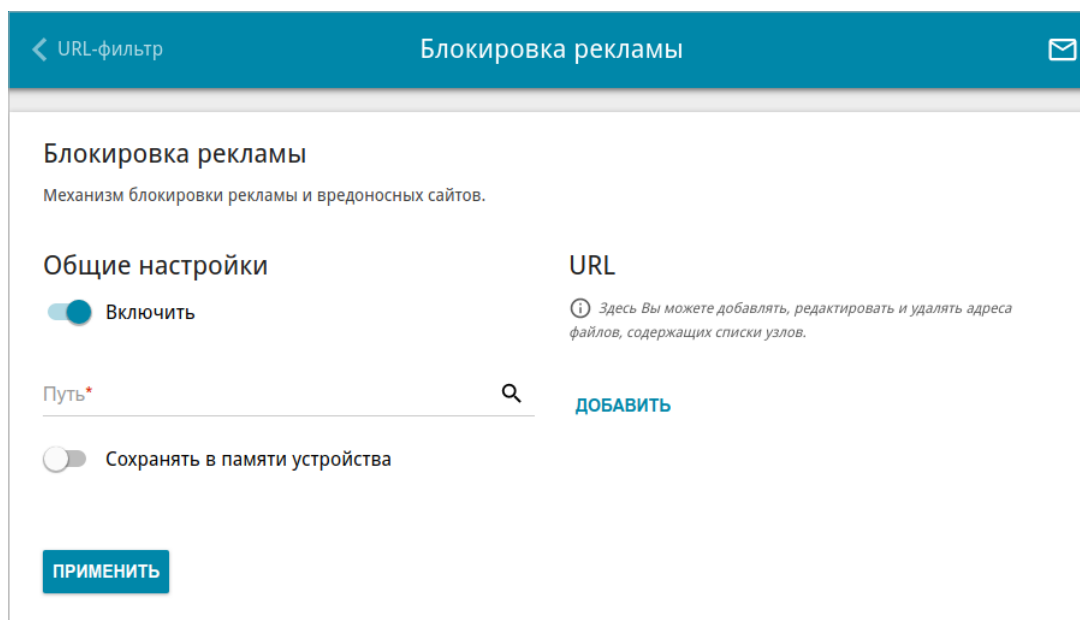 URL-фильтр
Блокировка рекламы
Блокировка рекламы
Механизм блокировки рекламы и вредоносных сайтов.
Общие настройки
Включить
Путь*
Сохранять в памяти устройства
ПРИМЕНИТЬ
URL
Здесь Вы можете добавлять, редактировать и удалять адреса
файлов, содержащих списки узлов.
ДОБАВИТЬ